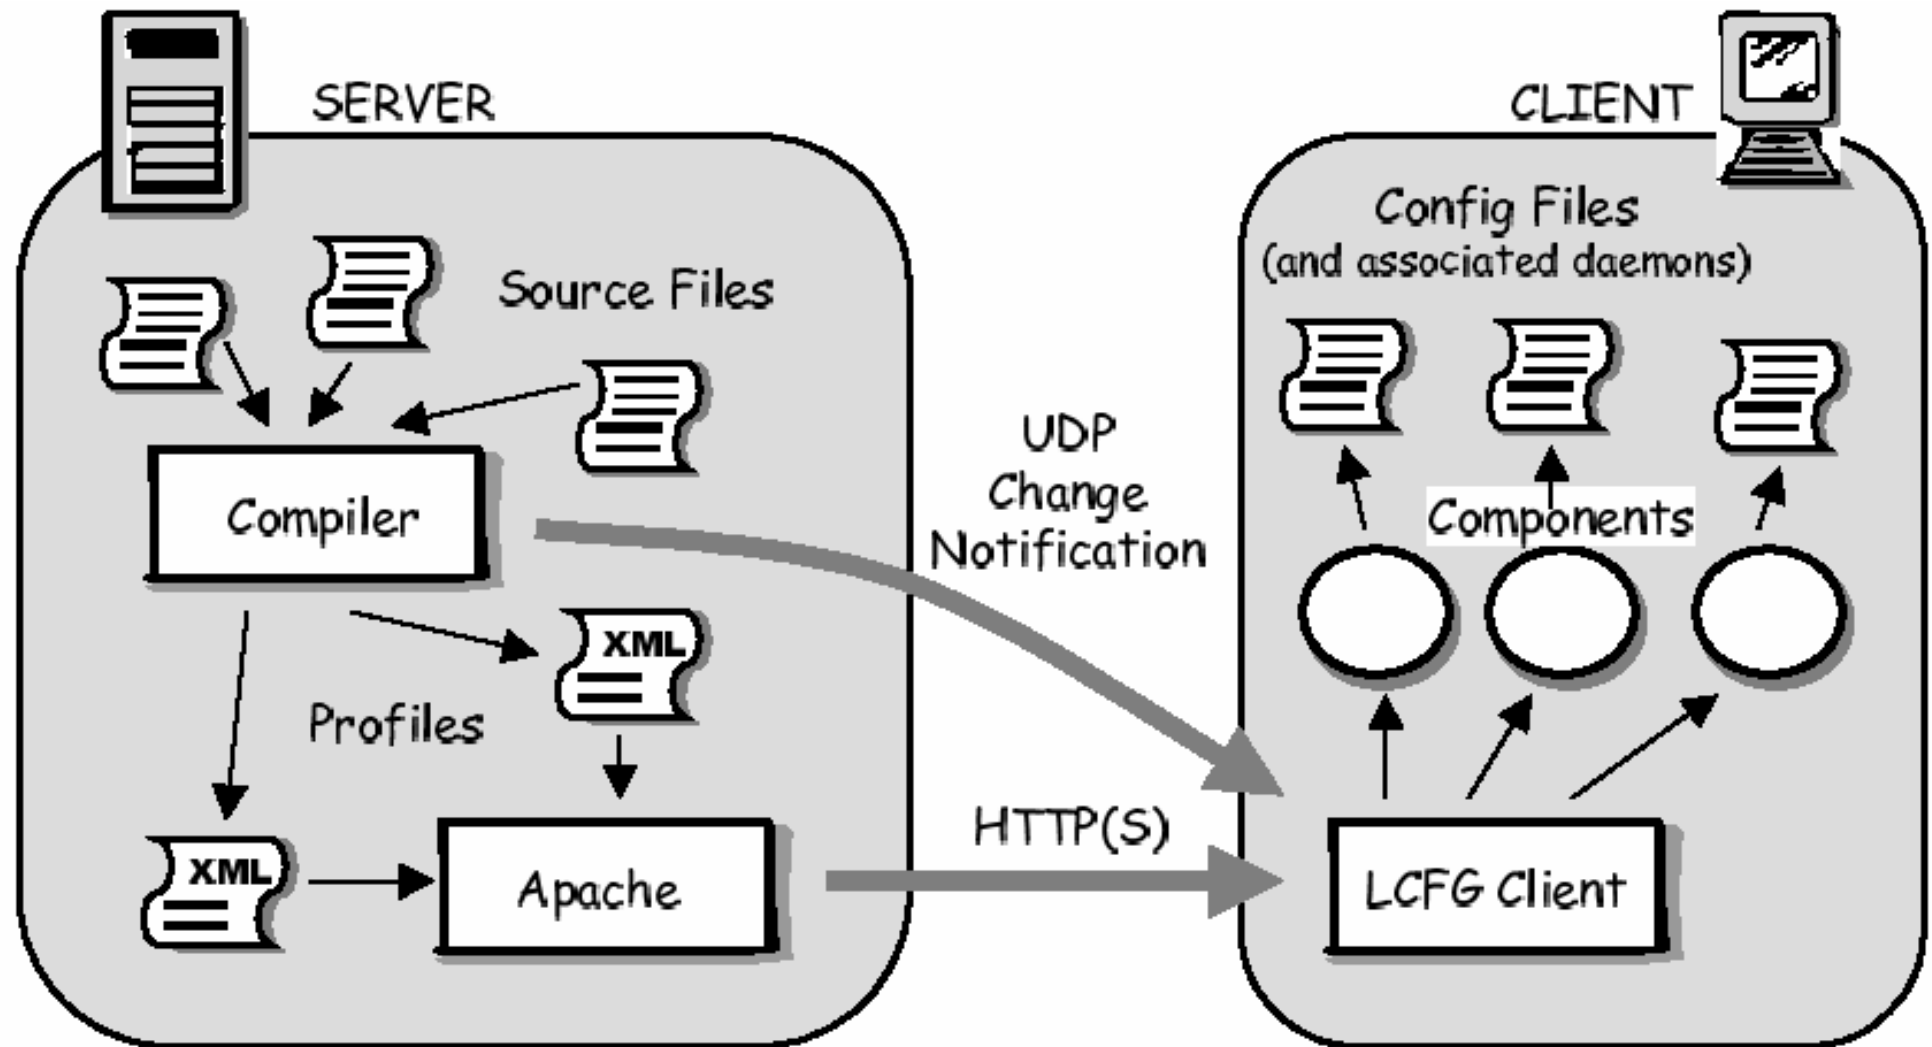 SERVER
CLIENT
Source Files
Compiler
XML
Profiles
XML
Apache
UDP
Change
Notification
HTTP(S)
Config Files
(and associated daemons)
Components
LCFG Client